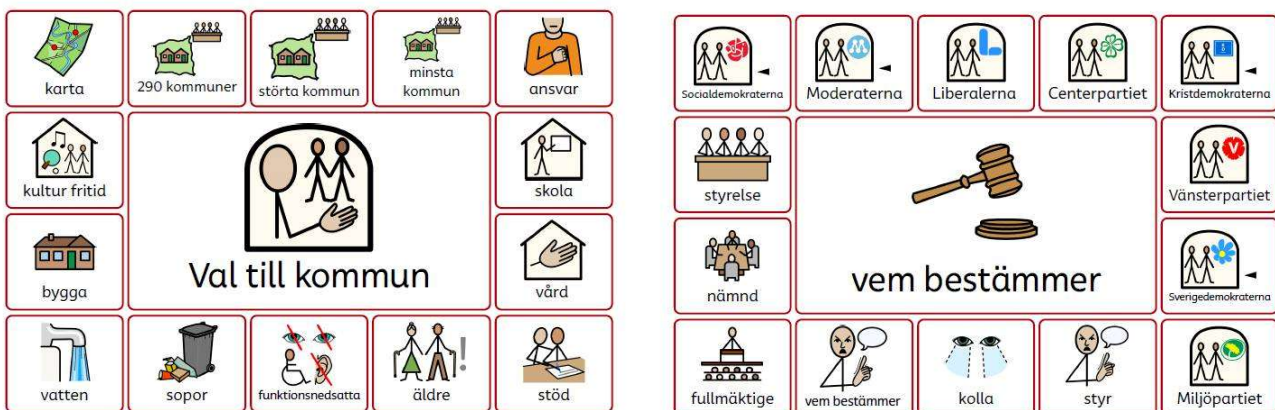 karta
290 kommuner
störta kommun
minsta
kommun
ansvar
kultur fritid
skola
bygga
Val till kommun
vård
vatten
sopor
funktionsnedsatta
äldre
stöd
Socialdemokraterna
Moderaterna
Liberalerna
Centerpartiet
Kristdemokraterna
styrelse
Vänsterpartiet
nämnd
vem bestämmer
Sverigedemokraterna
fullmäktige
vem bestämmer
kolla
styr
Miljöpartiet